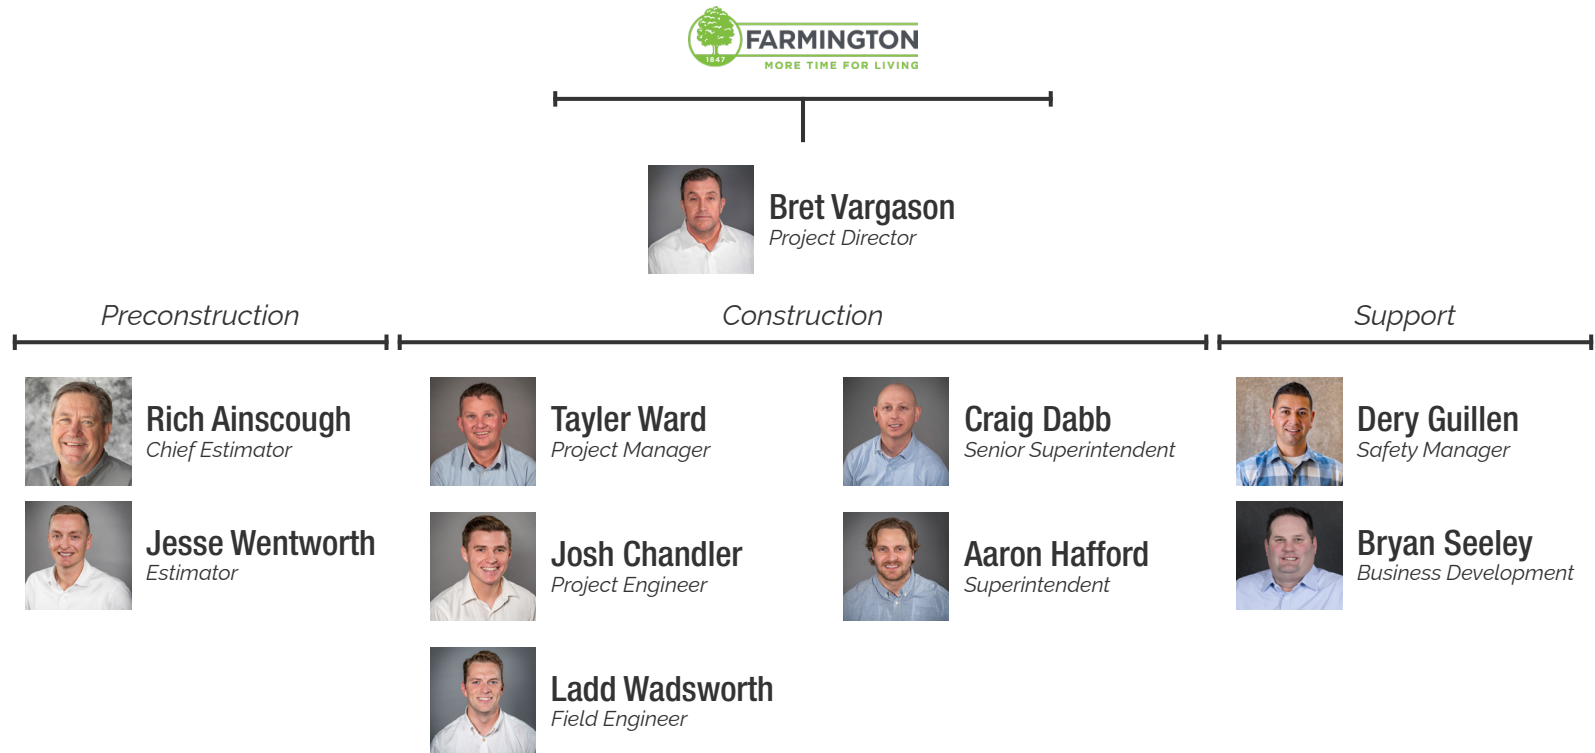 1847
FARMINGTON
MORE TIME FOR LIVING
Bret Vargason
Project Director
Preconstruction
Construction
Support
Rich Ainscough
Chief Estimator
Jesse Wentworth
Estimator
Tayler Ward
Project Manager
Josh Chandler
Project Engineer
Ladd Wadsworth
Field Engineer
Craig Dabb
Senior Superintendent
Aaron Hafford
Superintendent
Dery Guillen
Safety Manager
Bryan Seeley
Business Development